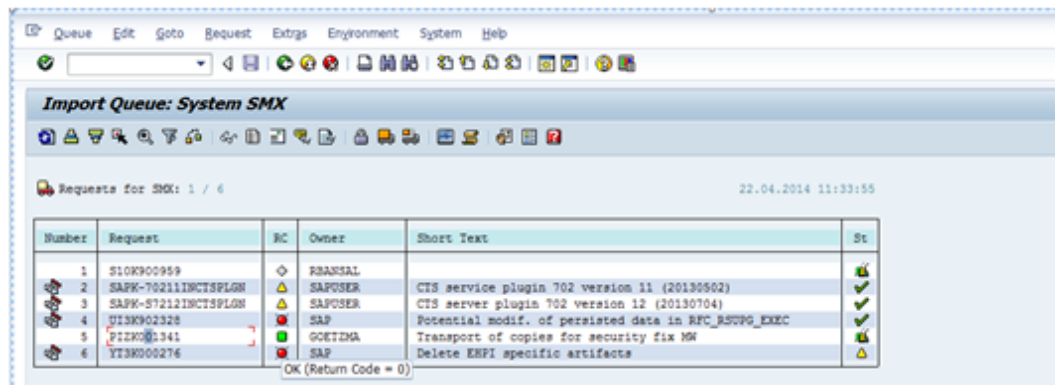 Queue Edit Goto Request Extras Environment System Help
Import Queue: System SMX
Requests for SMX: 1 / 6 22.04.2014 11:33:55
Number Request RC Owner Short Text St
1 S10K900959 RBANSAL
2 SAPK-70211INCTSPLGN SAPUSER CTS service plugin 702 version 11 (20130502)
3 SAPK-S7212INCTSPLGN SAPUSER CTS server plugin 702 version 12 (20130704)
4 UI3K902328 SAP Potential modif. of persisted data in RFC_RSUPG_EXEC
5 PIZK001341 GOETZMA Transport of copies for security fix MW
6 YI3K000276 SAP Delete EHPI specific artifacts
OK (Return Code = 0)